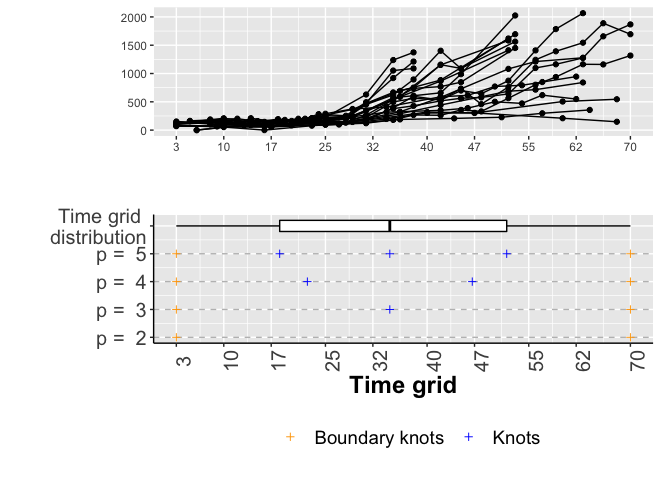 2000
1500
1000
500
0
3 10 17 25 32 40 47 55 62 70
Time grid
distribution
p = 5
p = 4
p = 3
p = 2
3 10 17 25 32 40 47 55 62 70
Time grid
Boundary knots Knots